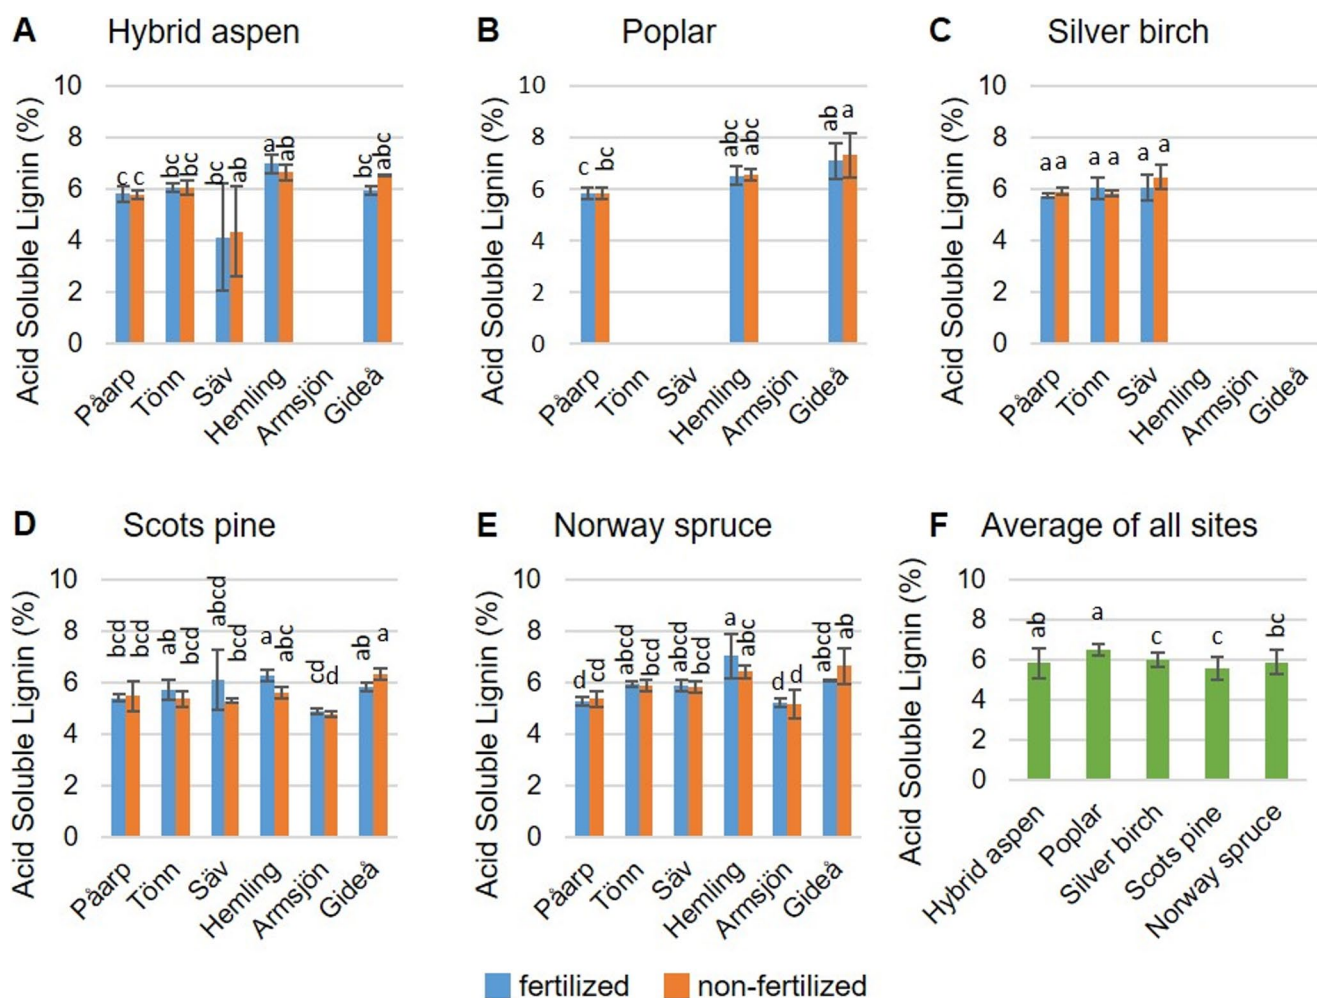 A Hybrid aspen
Acid Soluble Lignin (%)
10
8
6
4
2
0
c c bc bc bc ab a ab bc abc
Påarp Tönn Säv Hemling Armsjön Gideå
B Poplar
Acid Soluble Lignin (%)
10
8
6
4
2
0
c bc abc abc ab a
Påarp Tönn Säv Hemling Armsjön Gideå
C Silver birch
Acid Soluble Lignin (%)
10
8
6
4
2
0
a a a a a a
Påarp Tönn Säv Hemling Armsjön Gideå
D Scots pine
Acid Soluble Lignin (%)
10
8
6
4
2
0
bcd bcd ab bcd abcd bcd a abc cd d ab a
Påarp Tönn Säv Hemling Armsjön Gideå
E Norway spruce
Acid Soluble Lignin (%)
10
8
6
4
2
0
d cd abcd bcd abcd bcd a abc d d abcd ab
Påarp Tönn Säv Hemling Armsjön Gideå
F Average of all sites
Acid Soluble Lignin (%)
10
8
6
4
2
0
ab a c c bc
Hybrid aspen Poplar Silver birch Scots pine Norway spruce
fertilized non-fertilized